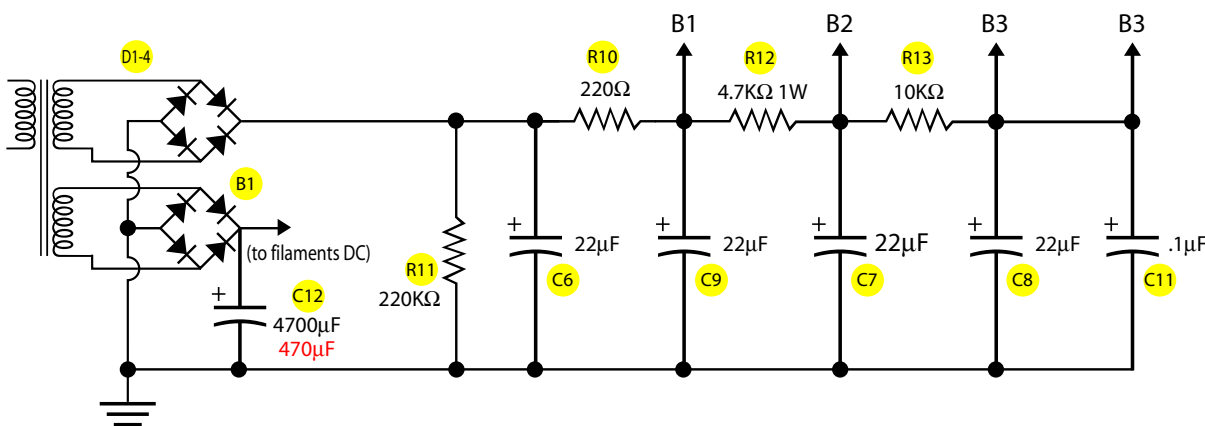 B1
B2
B3
B3
D1-4
R10
R12
R13
220Ω
4.7KΩ 1W
10KΩ
B1
(to filaments DC)
+
+
+
+
+
22µF
22µF
22µF
22µF
.1µF
R11
C6
C9
C7
C8
C11
220KΩ
+
C12
4700µF
470µF